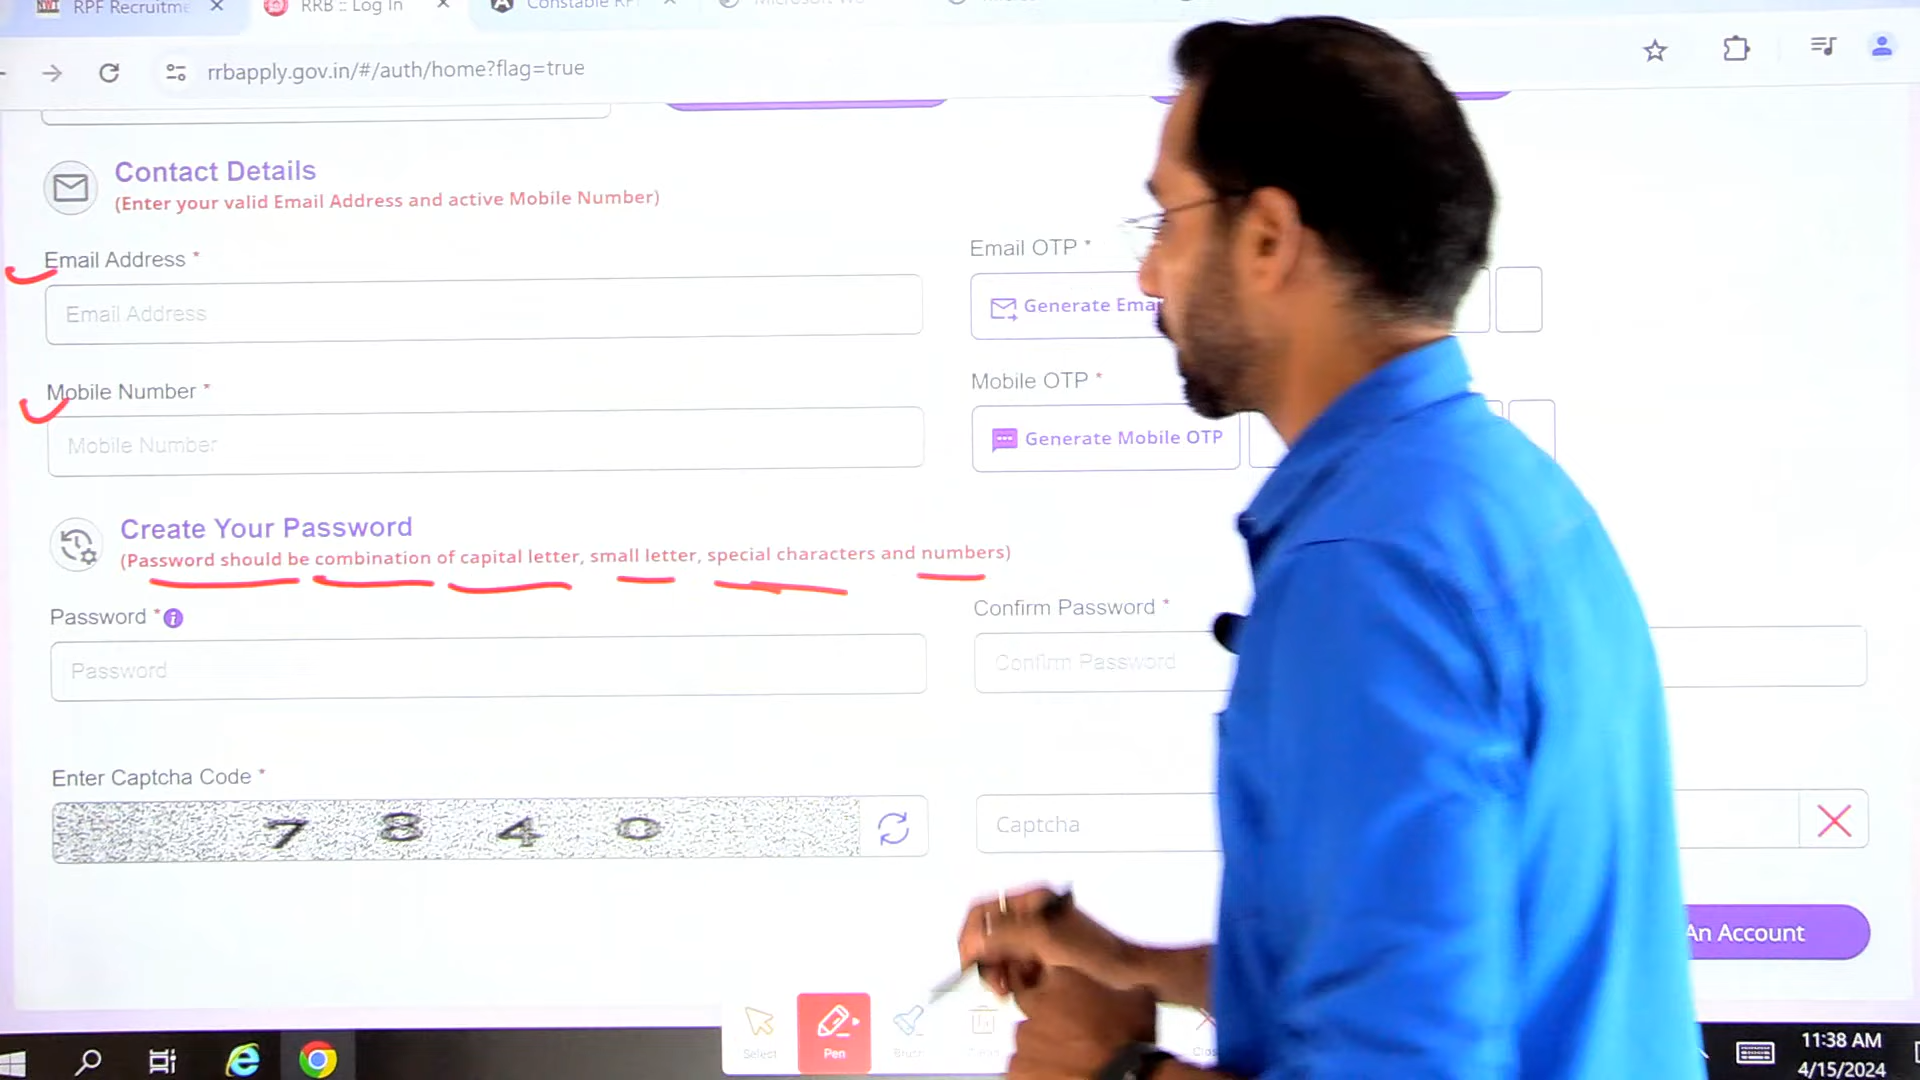 RPF Recruitme
RRB :: Log In
Constable RPF
rrbapply.gov.in/#/auth/home?flag=true
Contact Details
(Enter your valid Email Address and active Mobile Number)
Email Address *
Email OTP *
Email Address
Generate Ema
Mobile Number *
Mobile OTP *
Mobile Number
Generate Mobile OTP
Create Your Password
(Password should be combination of capital letter, small letter, special characters and numbers)
Password *
Confirm Password *
Password
Confirm Password
Enter Captcha Code *
7 8 4 0
Captcha
An Account
Select
Pen
11:38 AM
4/15/2024